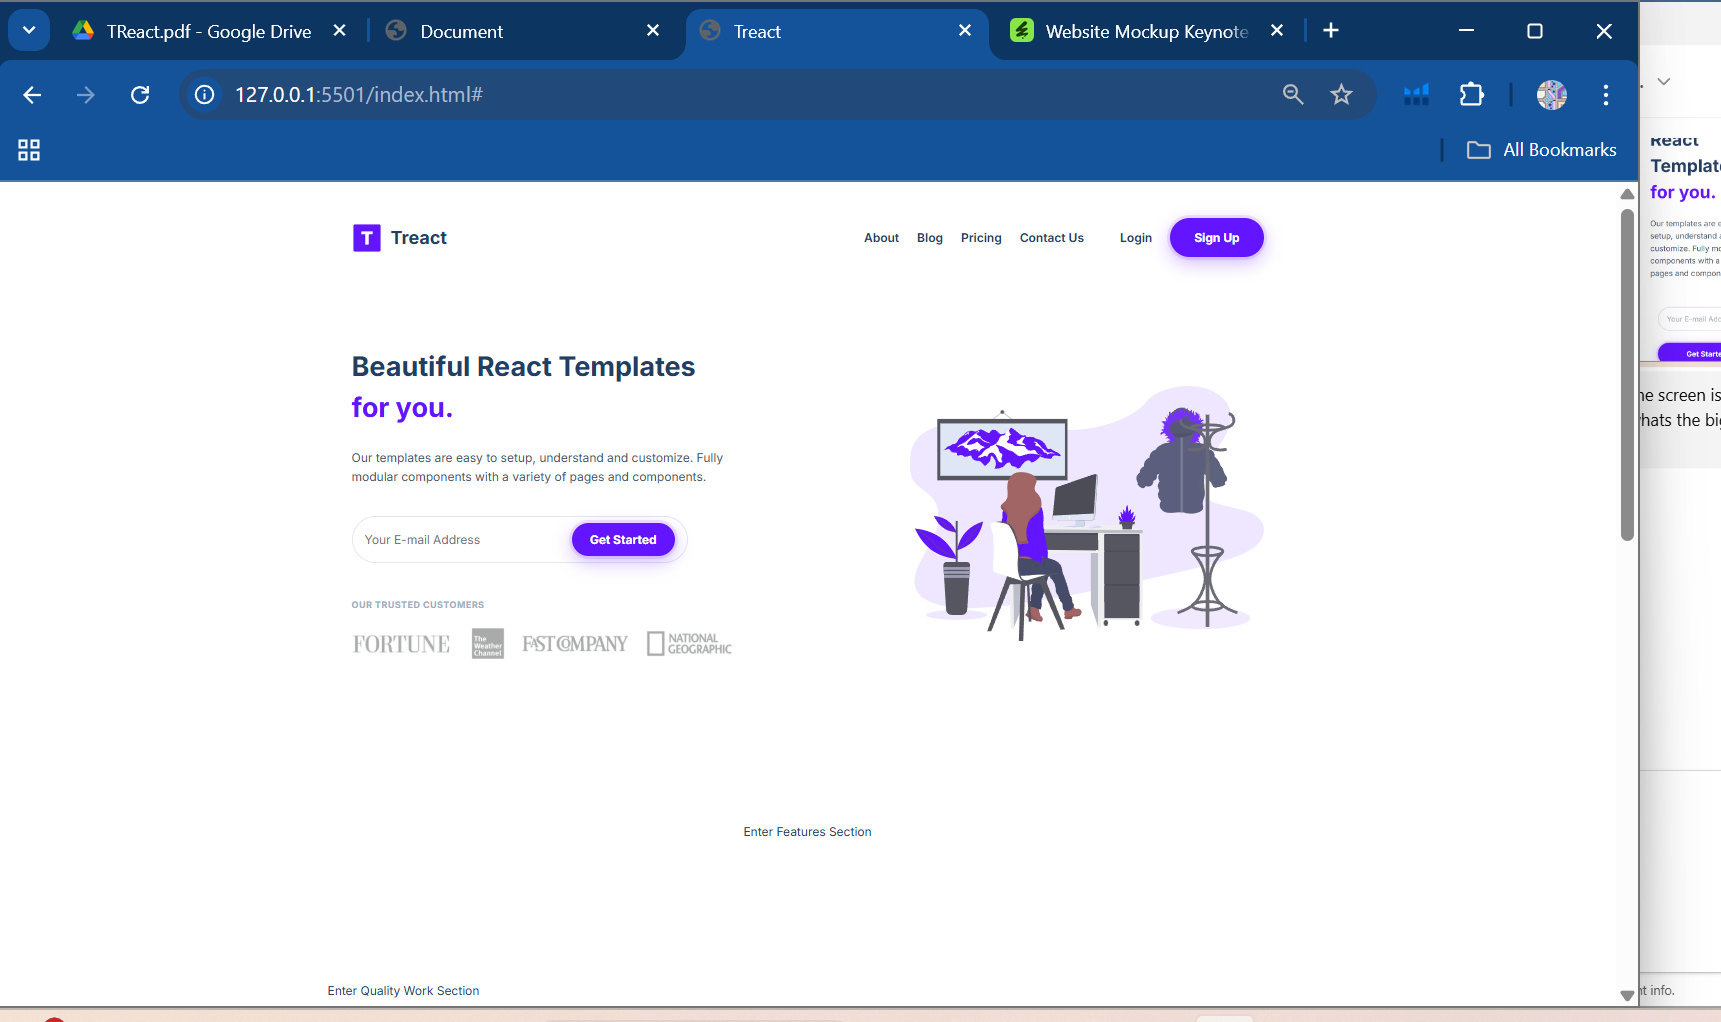 TReact.pdf - Google Drive
Document
Treact
Website Mockup Keynote
127.0.0.1:5501/index.html#
All Bookmarks
T Treact
About Blog Pricing Contact Us Login Sign Up
Beautiful React Templates
for you.
Our templates are easy to setup, understand and customize. Fully
modular components with a variety of pages and components.
Your E-mail Address
Get Started
OUR TRUSTED CUSTOMERS
FORTUNE
The
Weather
Channel
FAST COMPANY
NATIONAL
GEOGRAPHIC
Enter Features Section
Enter Quality Work Section
React
Templat
for you.
Our templates are e
setup, understand a
customize. Fully mo
components with a
pages and compon
Your E-mail Add
Get Starte
he screen is
hats the big
nt info.